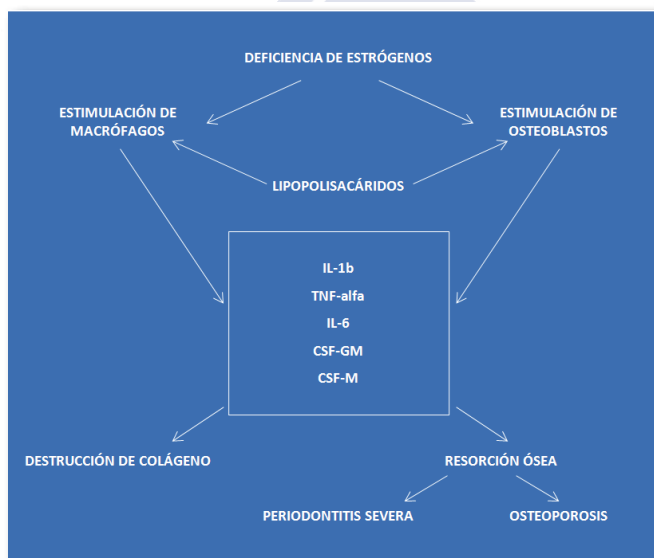 DEFICIENCIA DE ESTRÓGENOS
ESTIMULACIÓN DE
MACRÓFAGOS
ESTIMULACIÓN DE
OSTEOBLASTOS
LIPOPOLISACÁRIDOS
IL-1b
TNF-alfa
IL-6
CSF-GM
CSF-M
DESTRUCCIÓN DE COLÁGENO
RESORCIÓN ÓSEA
PERIODONTITIS SEVERA
OSTEOPOROSIS